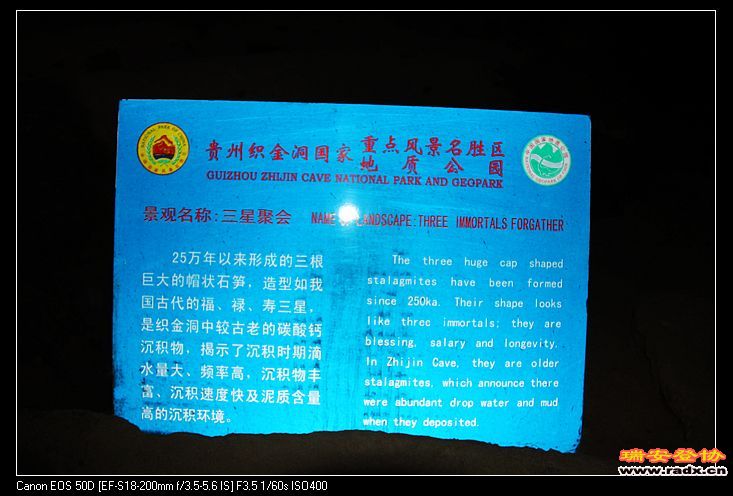 贵州织金洞国家重点风景名胜区
地质公园
GUIZHOU ZHIJIN CAVE NATIONAL PARK AND GEOPARK
景观名称:三星聚会 NAME OF LANDSCAPE:THREE IMMORTALS FORGATHER
25万年以来形成的三根
巨大的帽状石笋，造型如我
国古代的福、禄、寿三星，
是织金洞中较古老的碳酸钙
沉积物，揭示了沉积时期滴
水量大、频率高，沉积物丰
富、沉积速度快及泥质含量
高的沉积环境。
The three huge cap shaped
stalagmites have been formed
since 250ka. Their shape looks
like three immortals; they are
blessing, salary and longevity.
In Zhijin Cave, they are older
stalagmites, which announce there
were abundant drop water and mud
when they deposited.
瑞安登协
www.radx.cn
Canon EOS 50D [EF-S18-200mm f/3.5-5.6 IS] F3.5 1/60s ISO400